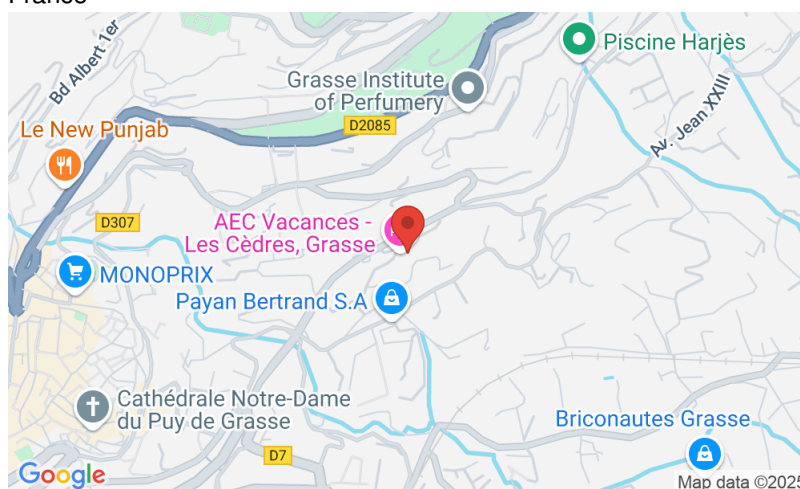 France
Bd Albert 1er
Piscine Harjès
Grasse Institute
of Perfumery
D2085
Av. Jean XXIII
Le New Punjab
D307
AEC Vacances -
Les Cèdres, Grasse
MONOPRIX
Payan Bertrand S.A
Cathédrale Notre-Dame
du Puy de Grasse
Briconautes Grasse
D7
Google
Map data ©2025